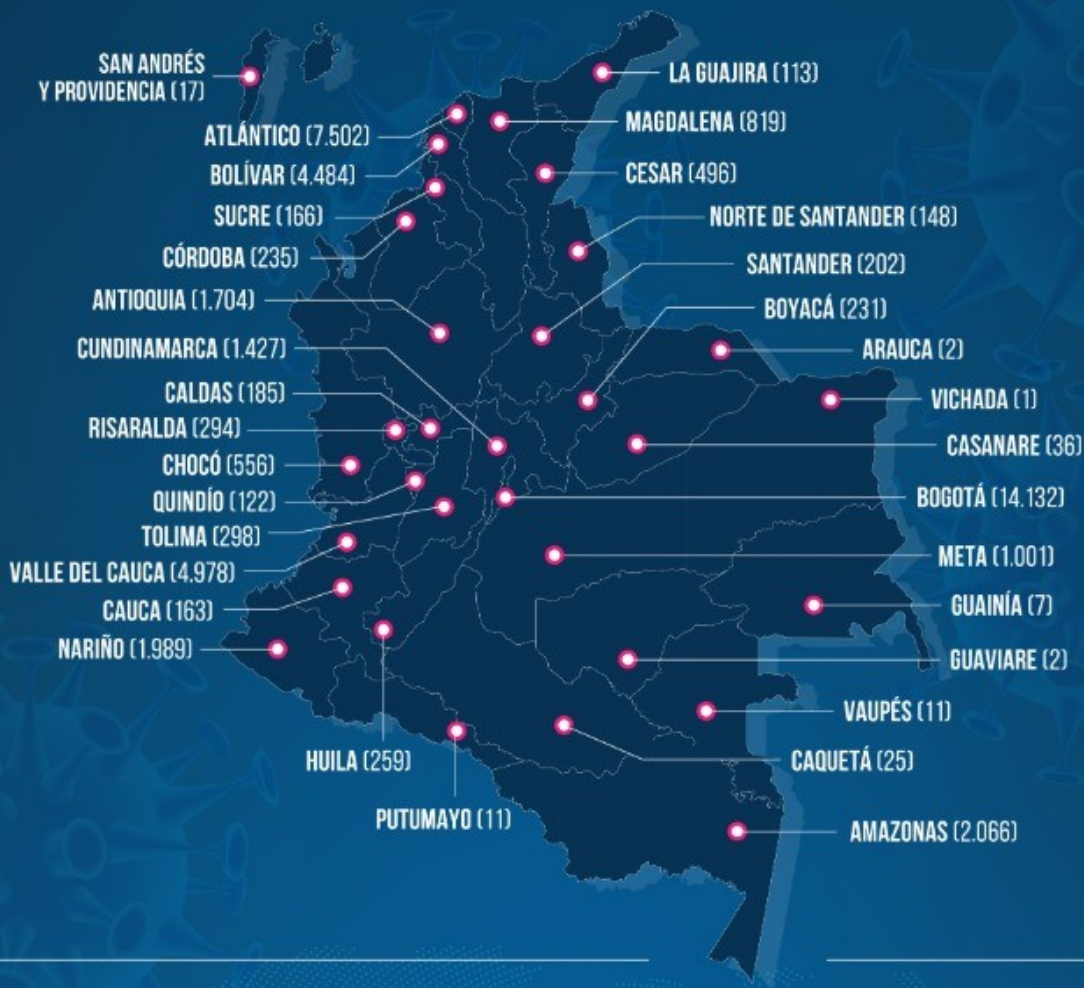 SAN ANDRÉS
Y PROVIDENCIA (17)
ATLÁNTICO (7.502)
BOLÍVAR (4.484)
SUCRE (166)
CÓRDOBA (235)
ANTIOQUIA (1.704)
CUNDINAMARCA (1.427)
CALDAS (185)
RISARALDA (294)
CHOCÓ (556)
QUINDÍO (122)
TOLIMA (298)
VALLE DEL CAUCA (4.978)
CAUCA (163)
NARIÑO (1.989)
HUILA (259)
PUTUMAYO (11)
LA GUAJIRA (113)
MAGDALENA (819)
CESAR (496)
NORTE DE SANTANDER (148)
SANTANDER (202)
BOYACÁ (231)
ARAUCA (2)
VICHADA (1)
CASANARE (36)
BOGOTÁ (14.132)
META (1.001)
GUAINÍA (7)
GUAVIARE (2)
VAUPÉS (11)
CAQUETÁ (25)
AMAZONAS (2.066)